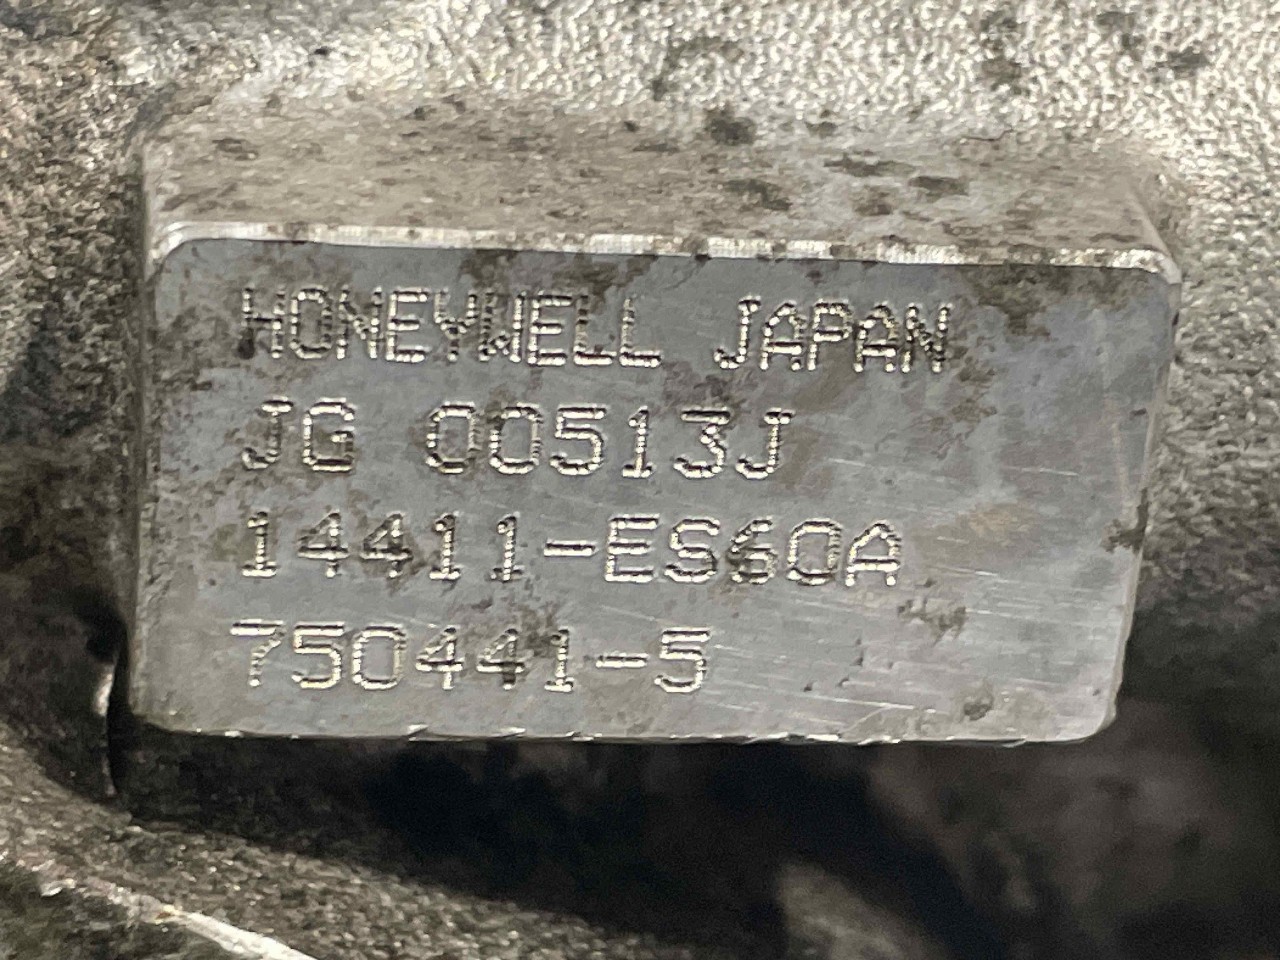 HONEYWELL JAPAN
JG 00513J
14411-ES60A
750441-5